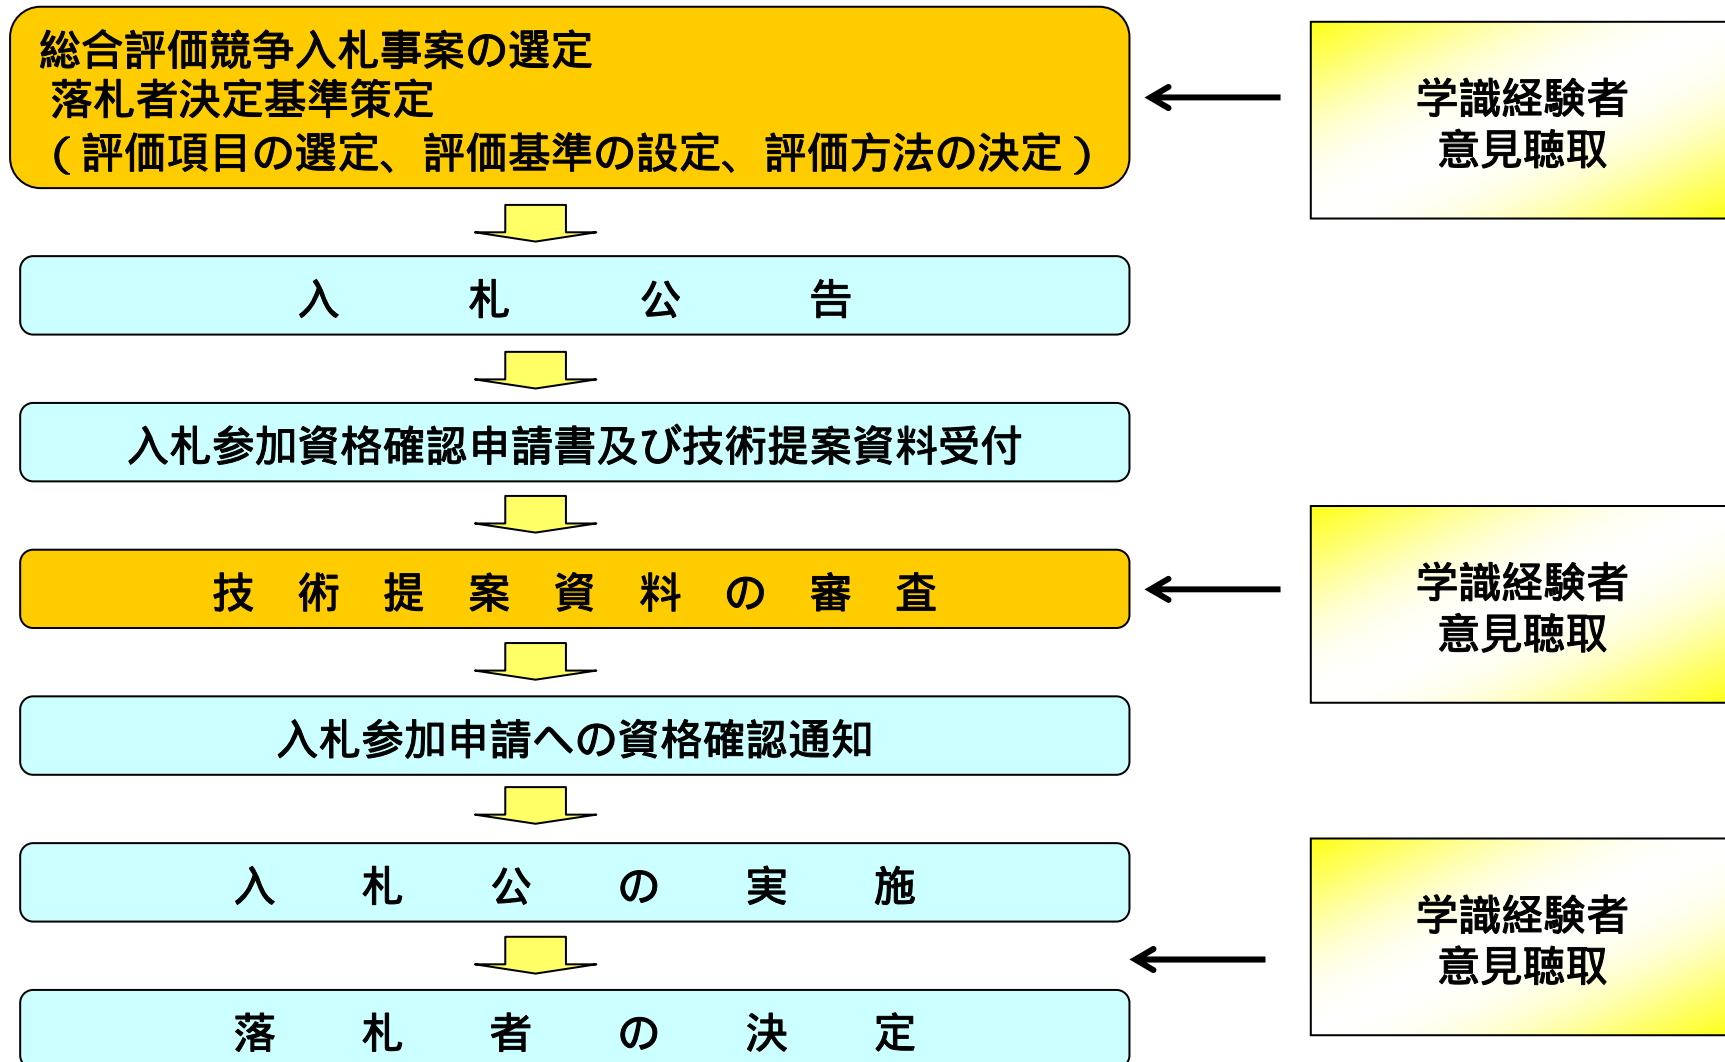 総合評価競争入札事案の選定
落札者決定基準策定
（評価項目の選定、評価基準の設定、評価方法の決定）
学識経験者
意見聴取
入札公告
入札参加資格確認申請書及び技術提案資料受付
技術提案資料の審査
学識経験者
意見聴取
入札参加申請への資格確認通知
入札公の実施
学識経験者
意見聴取
落札者の決定